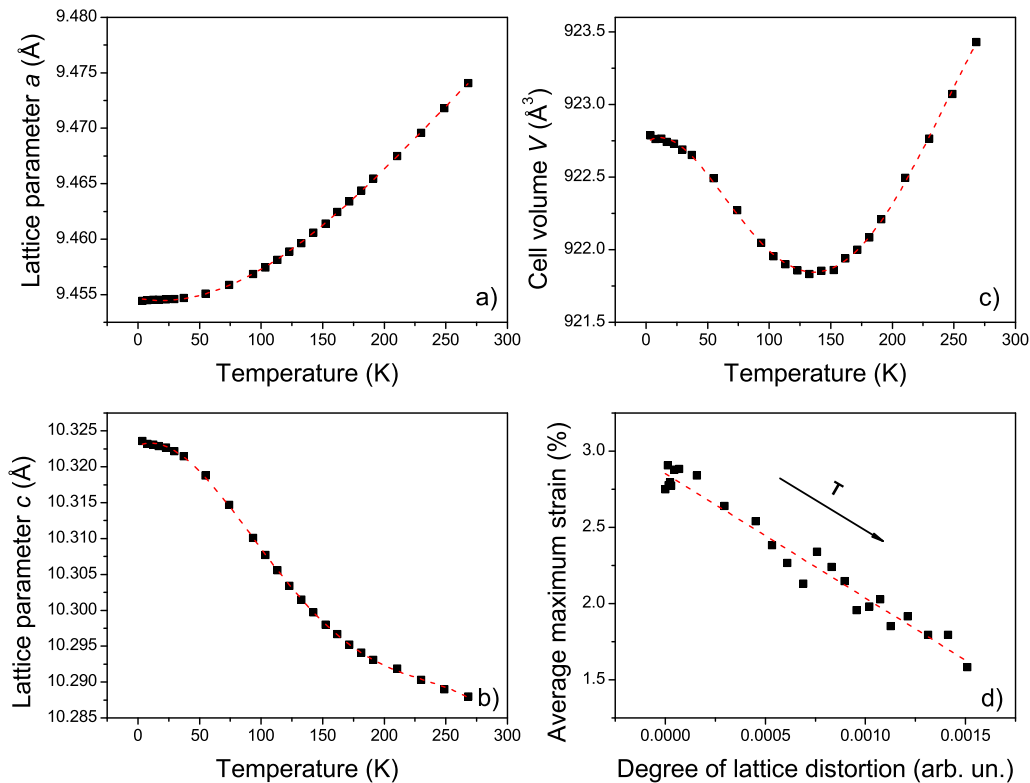 9.480
9.475
9.470
9.465
9.460
9.455
Lattice parameter a (Å)
a)
0 50 100 150 200 250 300
Temperature (K)
923.5
923.0
922.5
922.0
921.5
Cell volume V (Å³)
c)
0 50 100 150 200 250 300
Temperature (K)
10.325
10.320
10.315
10.310
10.305
10.300
10.295
10.290
10.285
Lattice parameter c (Å)
b)
0 50 100 150 200 250 300
Temperature (K)
3.0
2.5
2.0
1.5
Average maximum strain (%)
T
d)
0.0000 0.0005 0.0010 0.0015
Degree of lattice distortion (arb. un.)